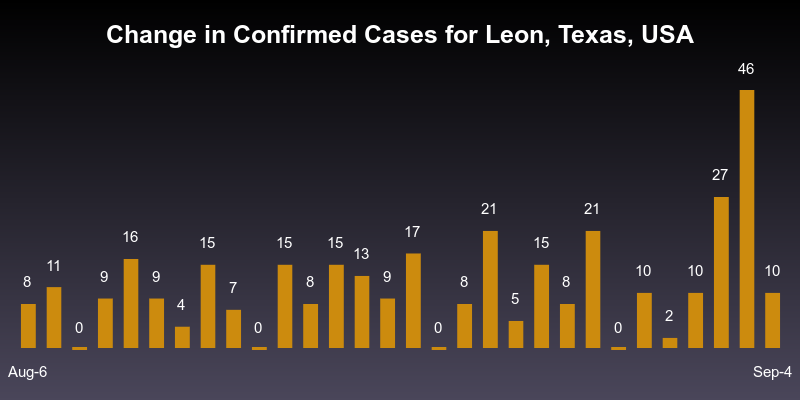 Change in Confirmed Cases for Leon, Texas, USA
8 11 0 9 16 9 4 15 7 0 15 8 15 13 9 17 0 8 21 5 15 8 21 0 10 2 10 27 46 10
Aug-6 Sep-4